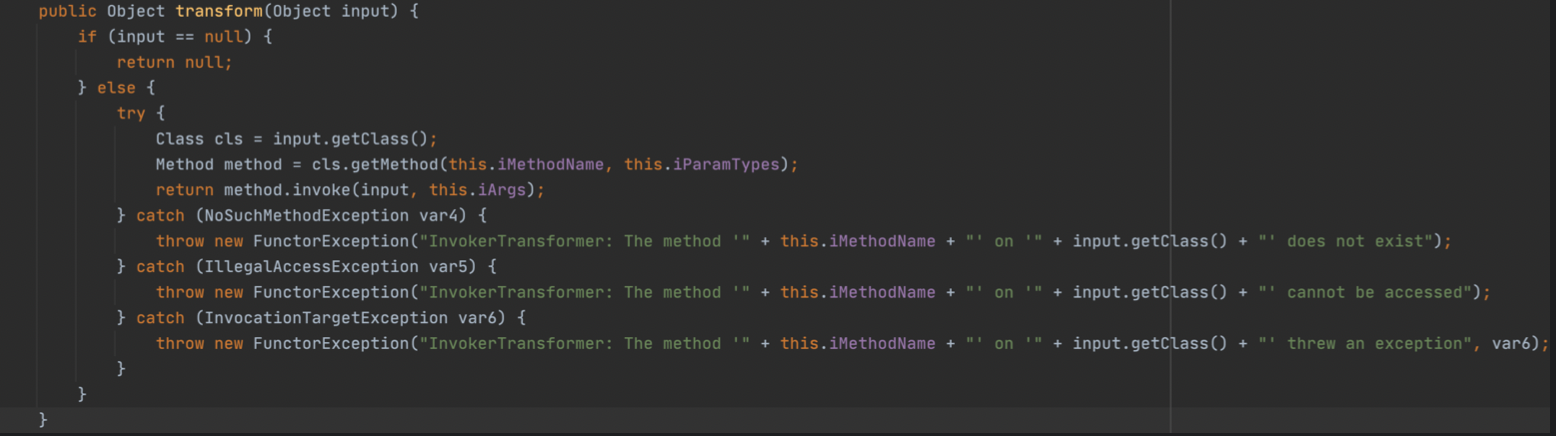 public Object transform(Object input) {
    if (input == null) {
        return null;
    } else {
        try {
            Class cls = input.getClass();
            Method method = cls.getMethod(this.iMethodName, this.iParamTypes);
            return method.invoke(input, this.iArgs);
        } catch (NoSuchMethodException var4) {
            throw new FunctorException("InvokerTransformer: The method '" + this.iMethodName + "' on '" + input.getClass() + "' does not exist");
        } catch (IllegalAccessException var5) {
            throw new FunctorException("InvokerTransformer: The method '" + this.iMethodName + "' on '" + input.getClass() + "' cannot be accessed");
        } catch (InvocationTargetException var6) {
            throw new FunctorException("InvokerTransformer: The method '" + this.iMethodName + "' on '" + input.getClass() + "' threw an exception", var6);
        }
    }
}